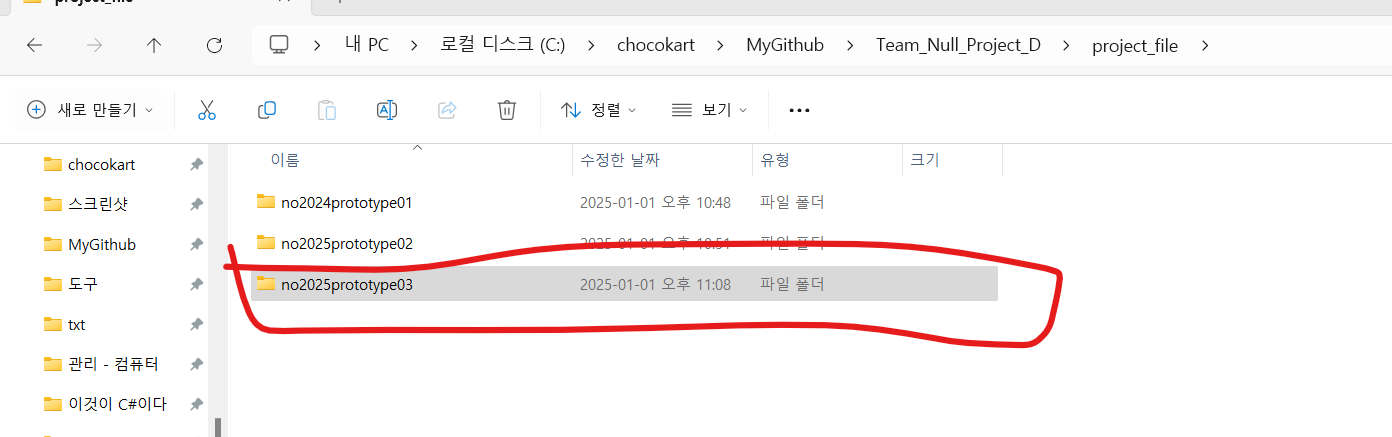 project_file
내 PC > 로컬 디스크 (C:) > chocokart > MyGithub > Team_Null_Project_D > project_file >
새로 만들기 정렬 보기
이름 수정한 날짜 유형 크기
chocokart
스크린샷
MyGithub
도구
txt
관리 - 컴퓨터
이것이 C#이다
no2024prototype01 2025-01-01 오후 10:48 파일 폴더
no2025prototype02 2025-01-01 오후 10:51 파일 폴더
no2025prototype03 2025-01-01 오후 11:08 파일 폴더